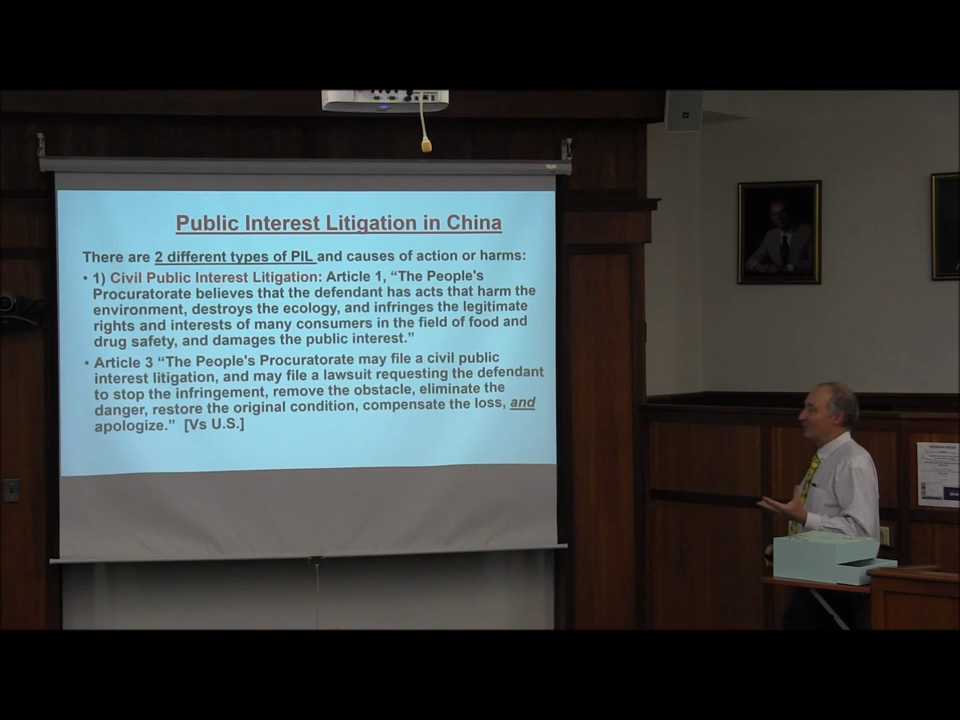 Public Interest Litigation in China
There are 2 different types of PIL and causes of action or harms:
• 1) Civil Public Interest Litigation: Article 1, “The People's
Procuratorate believes that the defendant has acts that harm the
environment, destroys the ecology, and infringes the legitimate
rights and interests of many consumers in the field of food and
drug safety, and damages the public interest.”
• Article 3 “The People's Procuratorate may file a civil public
interest litigation, and may file a lawsuit requesting the defendant
to stop the infringement, remove the obstacle, eliminate the
danger, restore the original condition, compensate the loss, and
apologize.” [Vs U.S.]